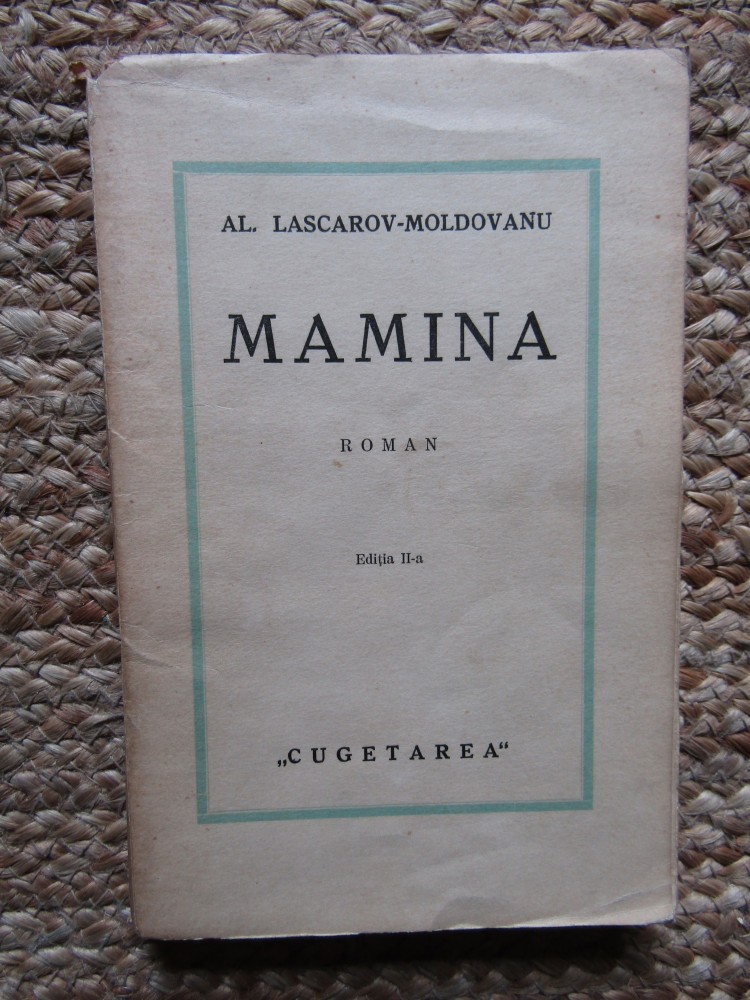 AL. LASCAROV-MOLDOVANU
MAMINA
ROMAN
Ediția II-a
„CUGETAREA“